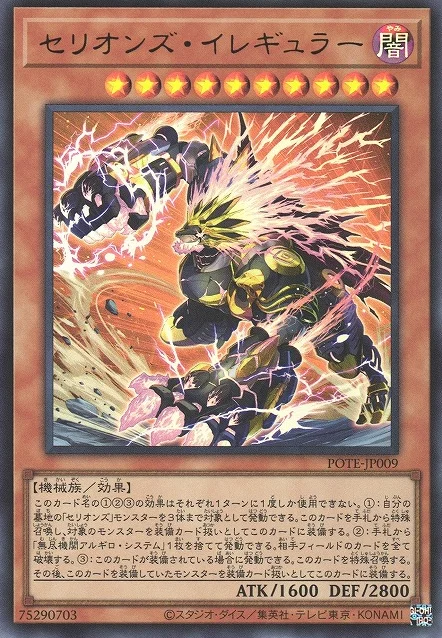 セリオンズ・イレギュラー
闇
POTE-JP009
【機械族／効果】
このカード名の①②③の効果はそれぞれ１ターンに１度しか使用できない。①：自分の
墓地の「セリオンズ」モンスターを３体まで対象として発動できる。このカードを手札から特殊
召喚し、対象のモンスターを装備カード扱いとしてこのカードに装備する。②：手札から
「無尽機関アルギロ・システム」１枚を捨てて発動できる。相手フィールドのカードを全て
破壊する。③：このカードが装備されている場合に発動できる。このカードを特殊召喚する。
その後、このカードを装備していたモンスターを装備カード扱いとしてこのカードに装備する。
ATK/1600 DEF/2800
75290703
©スタジオ・ダイス／集英社・テレビ東京・KONAMI